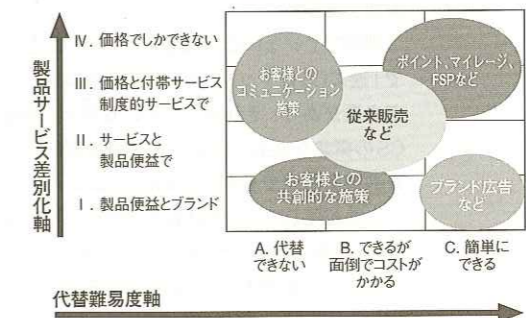 製品サービス差別化軸
Ⅳ. 価格でしかできない
Ⅲ. 価格と付帯サービス
制度的サービスで
Ⅱ. サービスと
製品便益で
Ⅰ. 製品便益とブランド
お客様との
コミュニケーション
施策
ポイント、マイレージ、
FSPなど
従来販売
など
お客様との
共創的な施策
ブランド広告
など
A. 代替
できない
B. できるが
面倒でコストが
かかる
C. 簡単に
できる
代替難易度軸